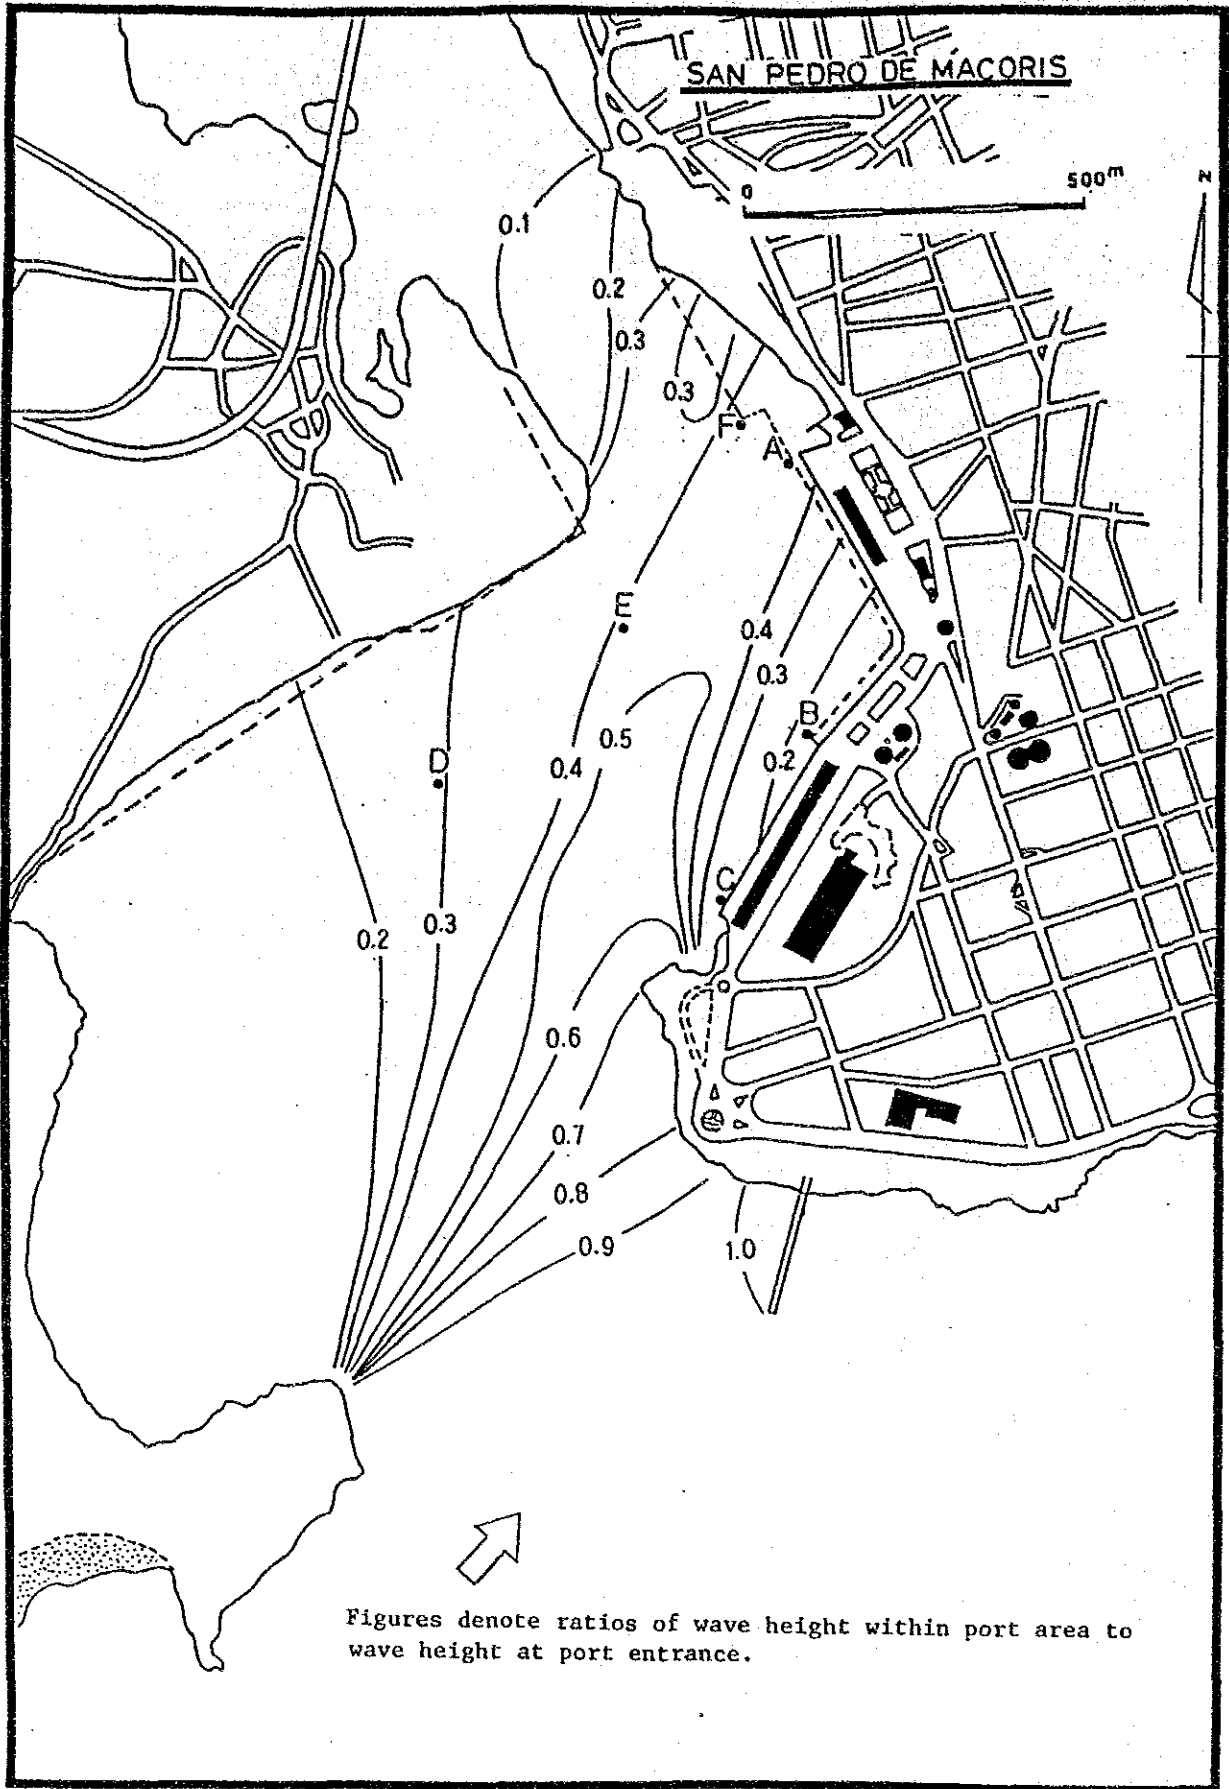 SAN PEDRO DE MACORIS
0 500m
N
0.1
0.2
0.3
0.3
F
A
E
0.4
0.3
B
0.5
0.4
D
0.2
C
0.3
0.2
0.6
0.7
0.8
0.9
1.0
Figures denote ratios of wave height within port area to
wave height at port entrance.